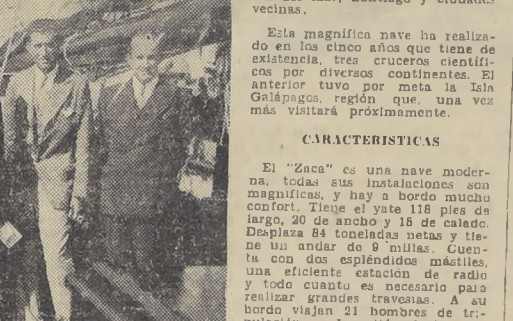 vecinas.
Esta magnífica nave ha realiza-
do en los cinco años que tiene de
existencia, tres cruceros científi-
cos por diversos continentes. El
anterior tuvo por meta la Isla
Galápagos, región que, una vez
más visitará próximamente.
CARACTERISTICAS
El "Zaca" es una nave moder-
na, todas sus instalaciones son
magníficas, y hay a bordo mucho
confort. Tiene el yate 118 pies de
largo, 20 de ancho y 15 de calado.
Desplaza 84 toneladas netas y tie-
ne un andar de 9 millas. Cuen-
ta con dos espléndidos mástiles,
una eficiente estación de radio
y todo cuanto es necesario para
realizar grandes travesías. A su
bordo viajan 21 hombres de tri-